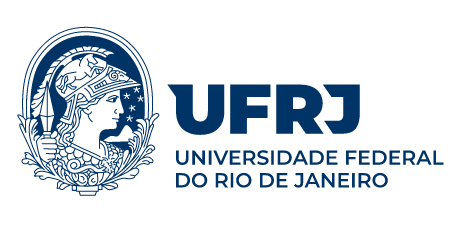 UFRJ
UNIVERSIDADE FEDERAL
DO RIO DE JANEIRO